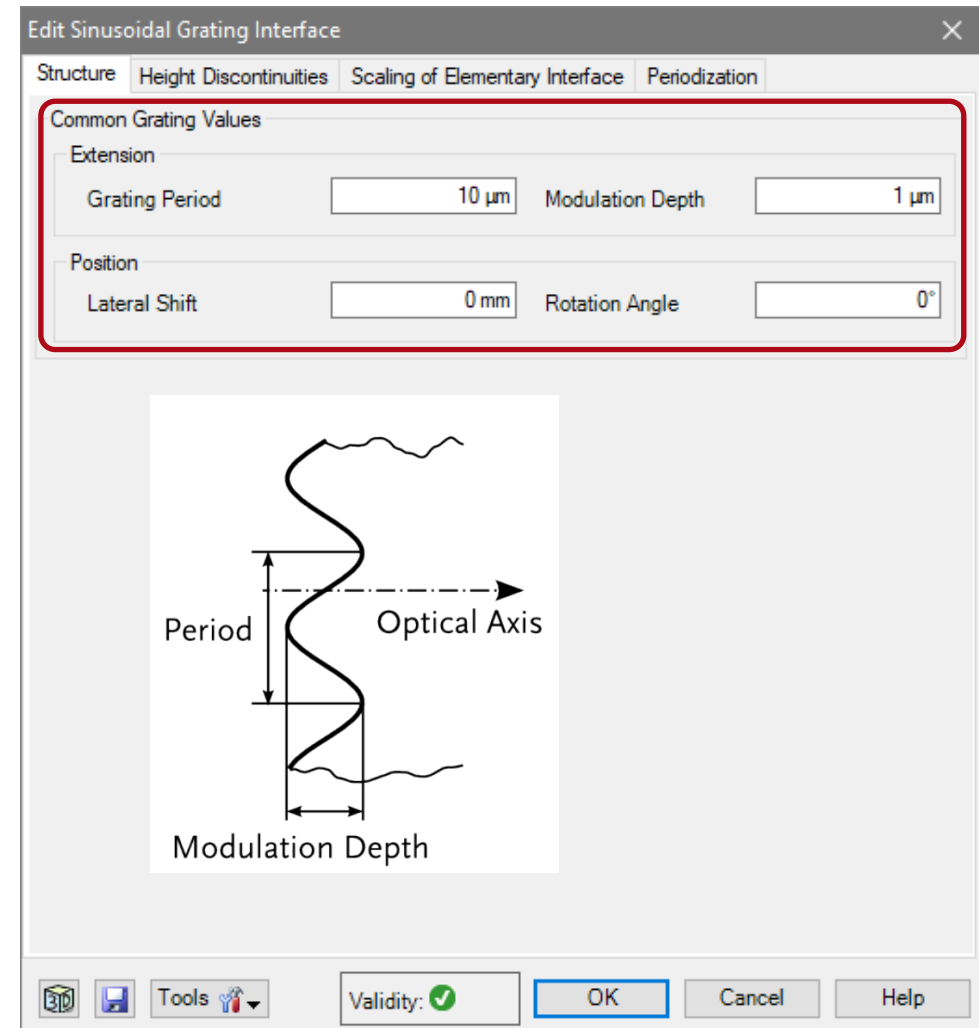 Edit Sinusoidal Grating Interface
Structure Height Discontinuities Scaling of Elementary Interface Periodization
Common Grating Values
Extension
Grating Period 10 µm Modulation Depth 1 µm
Position
Lateral Shift 0 mm Rotation Angle 0°
Period
Optical Axis
Modulation Depth
3D Tools Validity: OK Cancel Help